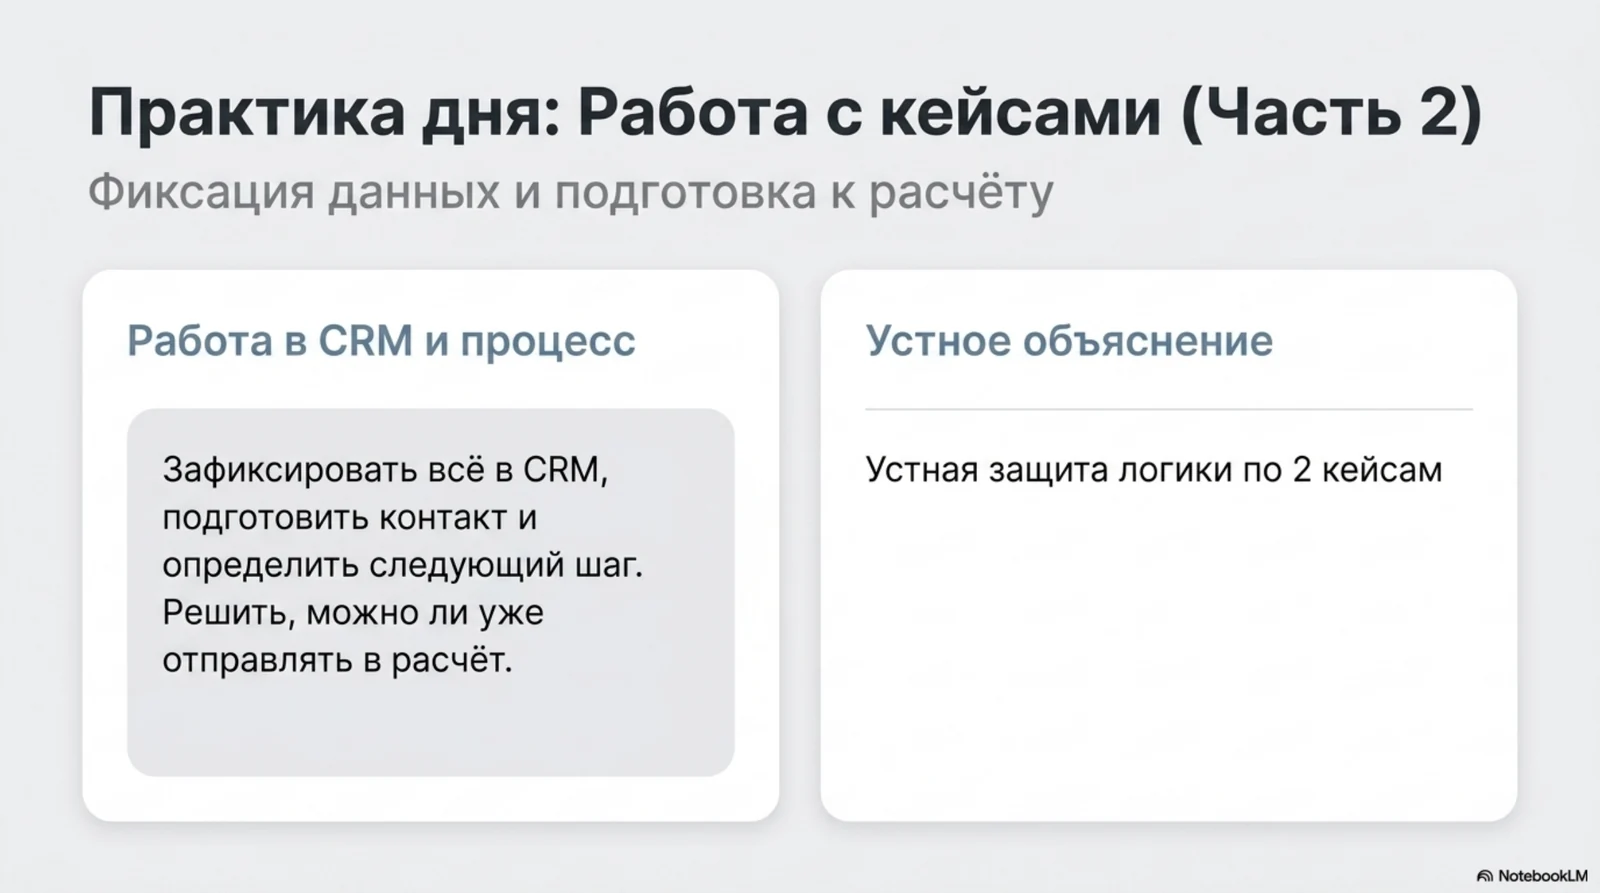 Практика дня: Работа с кейсами (Часть 2)
Фиксация данных и подготовка к расчёту
Работа в CRM и процесс
Зафиксировать всё в CRM,
подготовить контакт и
определить следующий шаг.
Решить, можно ли уже
отправлять в расчёт.
Устное объяснение
Устная защита логики по 2 кейсам
NotebookLM